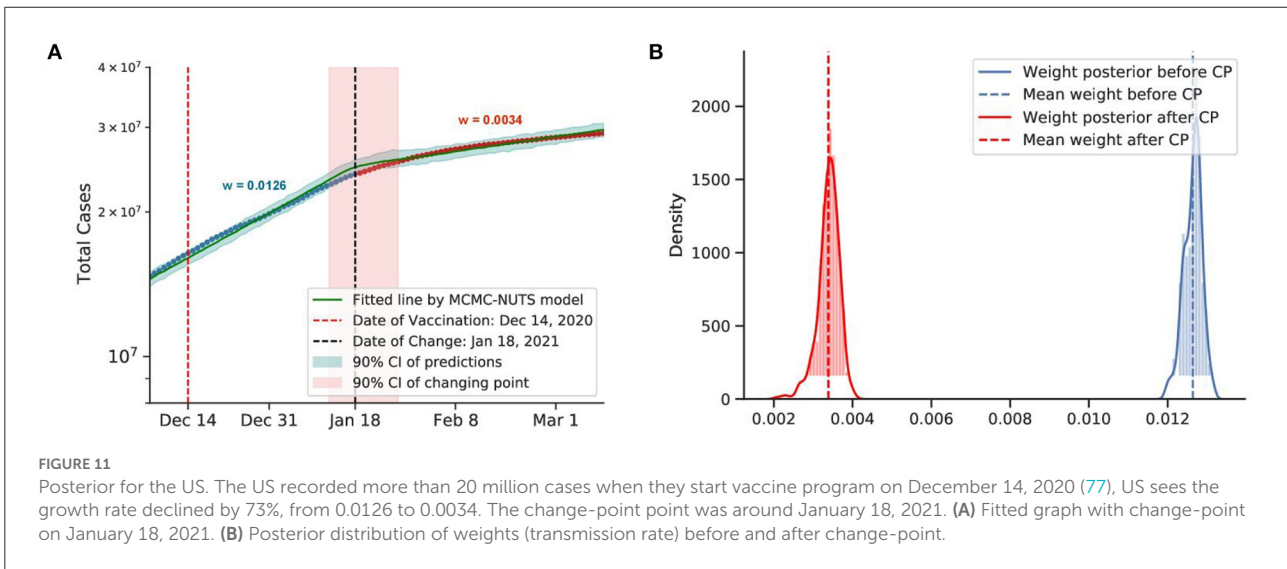 A
B
4 × 10⁷
3 × 10⁷
2 × 10⁷
10⁷
Total Cases
w = 0.0126
w = 0.0034
Fitted line by MCMC-NUTS model
Date of Vaccination: Dec 14, 2020
Date of Change: Jan 18, 2021
90% CI of predictions
90% CI of changing point
Dec 14
Dec 31
Jan 18
Feb 8
Mar 1
2000
1500
1000
500
0
Density
Weight posterior before CP
Mean weight before CP
Weight posterior after CP
Mean weight after CP
0.002
0.004
0.006
0.008
0.010
0.012
FIGURE 11
Posterior for the US. The US recorded more than 20 million cases when they start vaccine program on December 14, 2020 (77), US sees the
growth rate declined by 73%, from 0.0126 to 0.0034. The change-point point was around January 18, 2021. (A) Fitted graph with change-point
on January 18, 2021. (B) Posterior distribution of weights (transmission rate) before and after change-point.